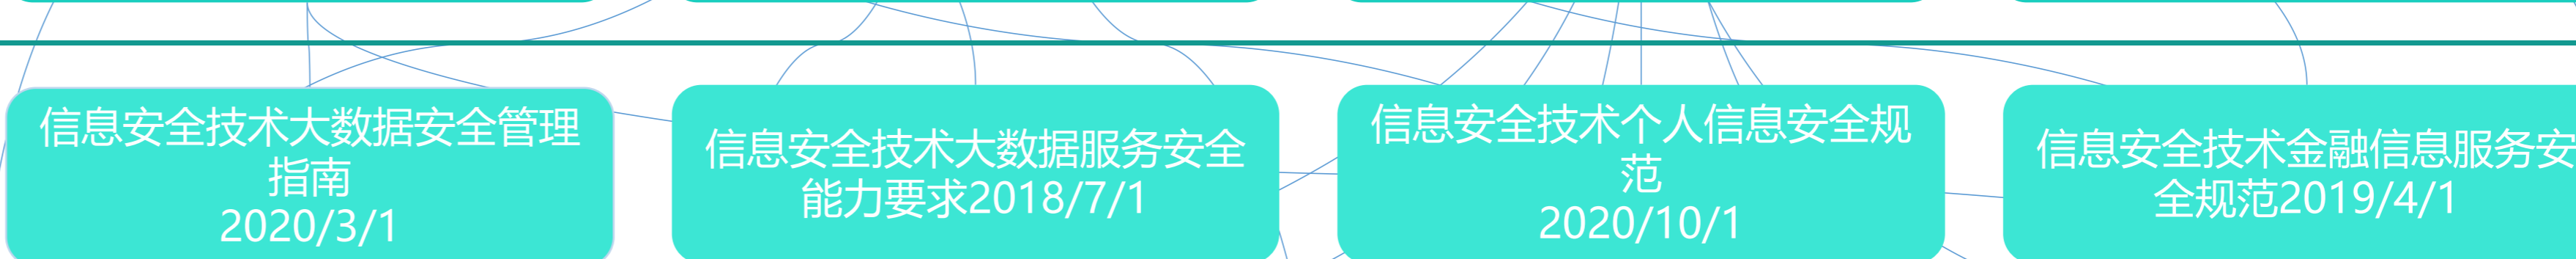 信息安全技术大数据安全管理
指南
2020/3/1
信息安全技术大数据服务安全
能力要求2018/7/1
信息安全技术个人信息安全规
范
2020/10/1
信息安全技术金融信息服务安
全规范2019/4/1